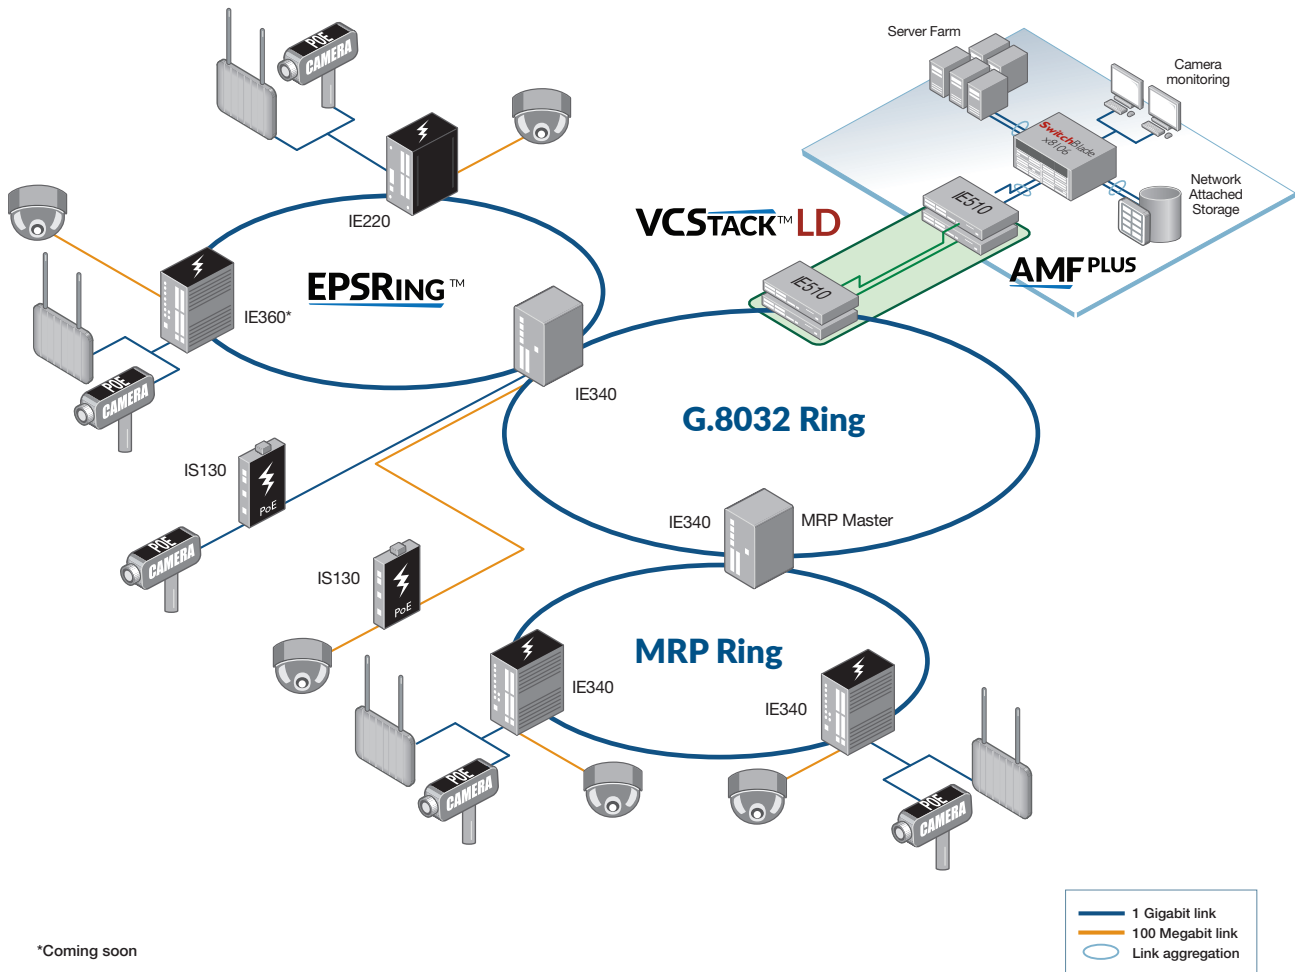 POE
CAMERA
Server Farm
Camera
monitoring
SwitchBlade
x8106
IE220
VCSTACK™ LD
IE510
Network
Attached
Storage
EPSRING™
IE360*
IE510
AMF PLUS
POE
CAMERA
IE340
G.8032 Ring
IS130
PoE
IE340
MRP Master
POE
CAMERA
IS130
PoE
MRP Ring
IE340
IE340
POE
CAMERA
POE
CAMERA
1 Gigabit link
100 Megabit link
Link aggregation
*Coming soon